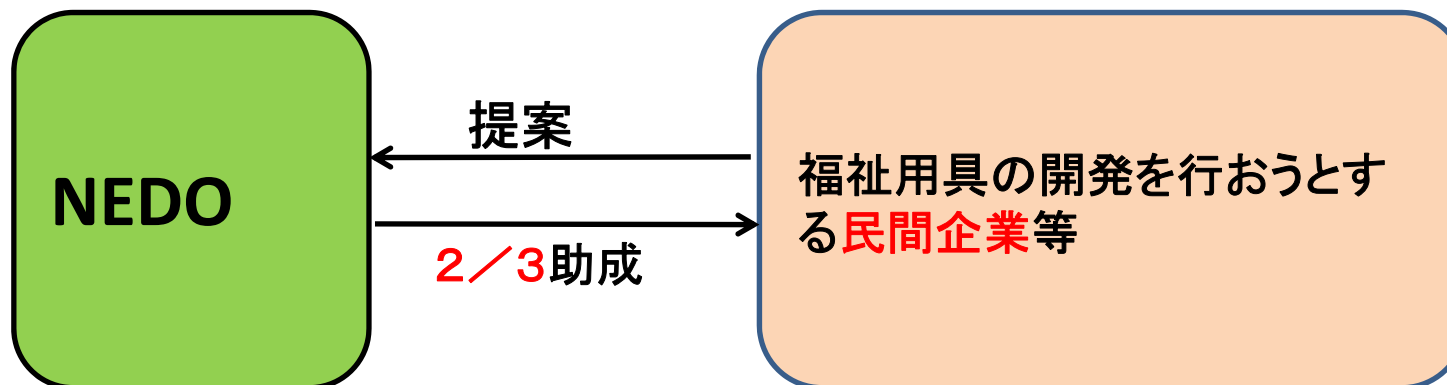 提案
NEDO
２／３助成
福祉用具の開発を行おうとす
る民間企業等